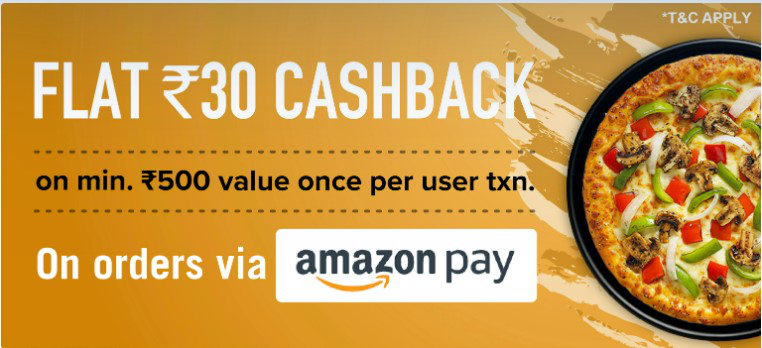 *T&C APPLY
FLAT ₹30 CASHBACK
on min. ₹500 value once per user txn.
On orders via amazon pay